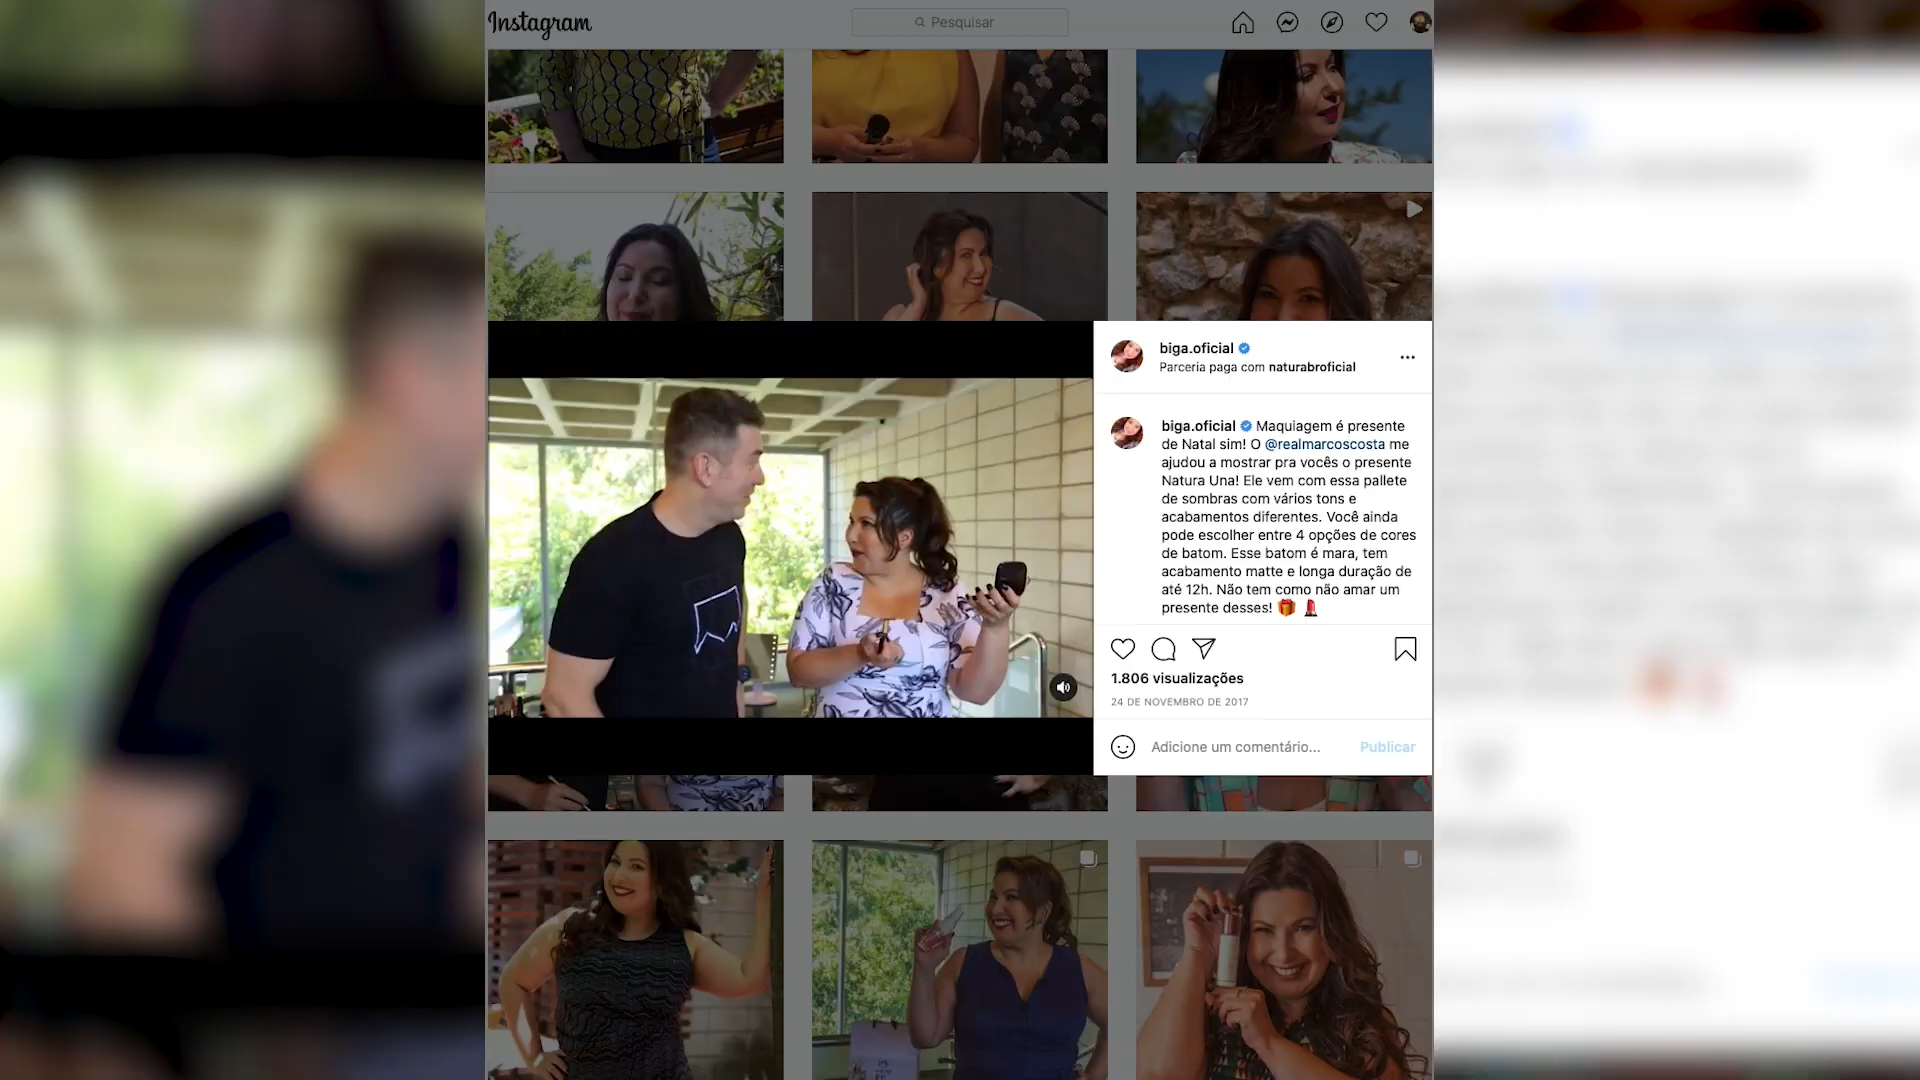 Instagram
Pesquisar
biga.oficial
Parceria paga com naturabroficial
biga.oficial Maquiagem é presente
de Natal sim! O @realmarcoscosta me
ajudou a mostrar pra vocês o presente
Natura Una! Ele vem com essa pallete
de sombras com vários tons e
acabamentos diferentes. Você ainda
pode escolher entre 4 opções de cores
de batom. Esse batom é mara, tem
acabamento matte e longa duração de
até 12h. Não tem como não amar um
presente desses! 🎁 💄
1.806 visualizações
24 DE NOVEMBRO DE 2017
Adicione um comentário... Publicar